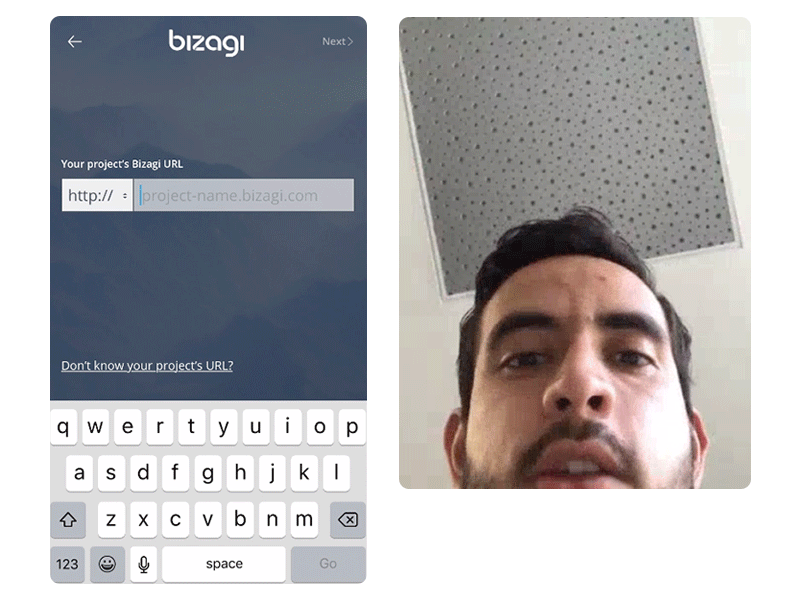 bizagi
Next
Your project's Bizagi URL
http://
project-name.bizagi.com
Don't know your project's URL?
q w e r t y u i o p
a s d f g h j k l
z x c v b n m
123 space Go